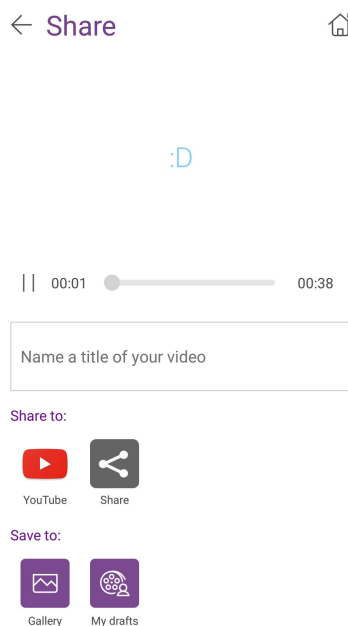 Share
:D
00:01 00:38
Name a title of your video
Share to:
YouTube Share
Save to:
Gallery My drafts